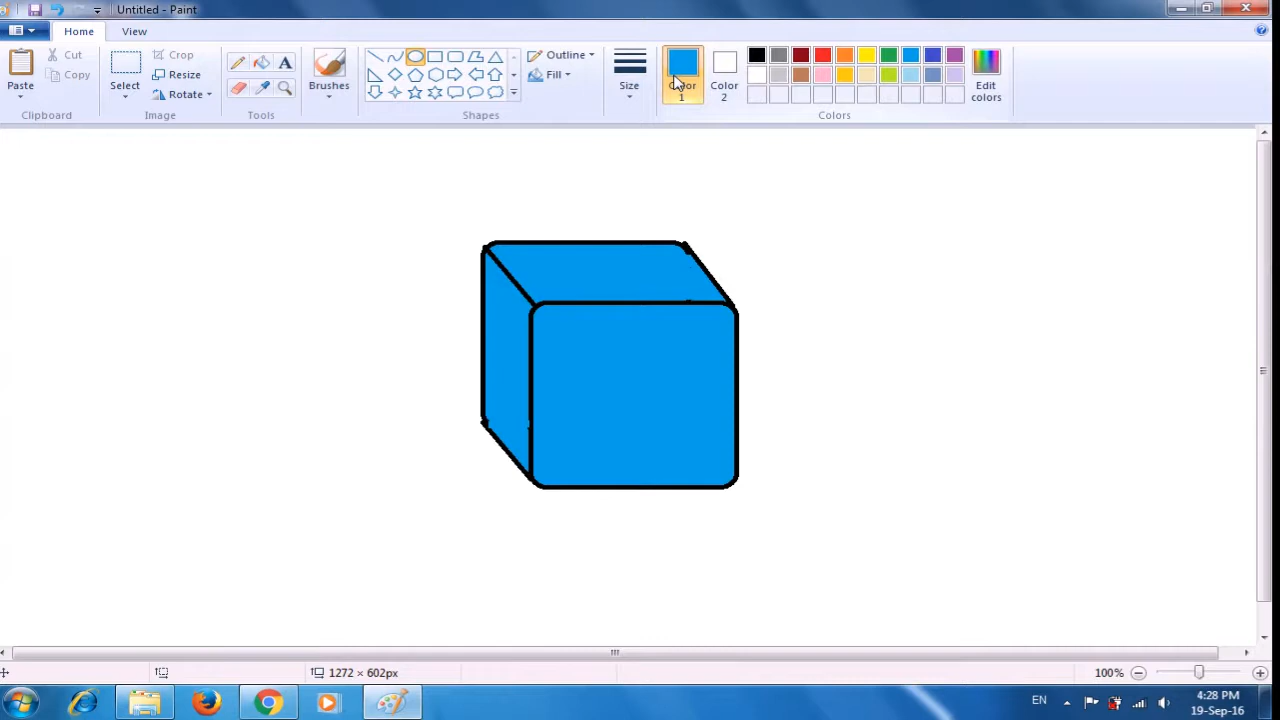 Untitled - Paint
Home View
Paste
Cut
Copy
Clipboard
Select
Crop
Resize
Rotate
Image
A
Tools
Brushes
Shapes
Outline
Fill
Size
Color
1
Color
2
Edit
colors
Colors
1272 × 602px
100%
EN
4:28 PM
19-Sep-16